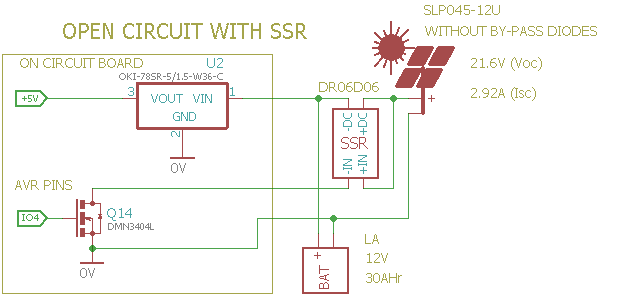 OPEN CIRCUIT WITH SSR
SLP045-12U
WITHOUT BY-PASS DIODES
21.6V (Voc)
2.92A (Isc)
+
ON CIRCUIT BOARD
U2
OKI-78SR-5/1.5-W36-C
+5V
3
VOUT VIN
1
GND
2
0V
DR06D06
-DC
+DC
SSR
-IN
+IN
AVR PINS
IO4
Q14
DMN3404L
0V
+
BAT
LA
12V
30AHr